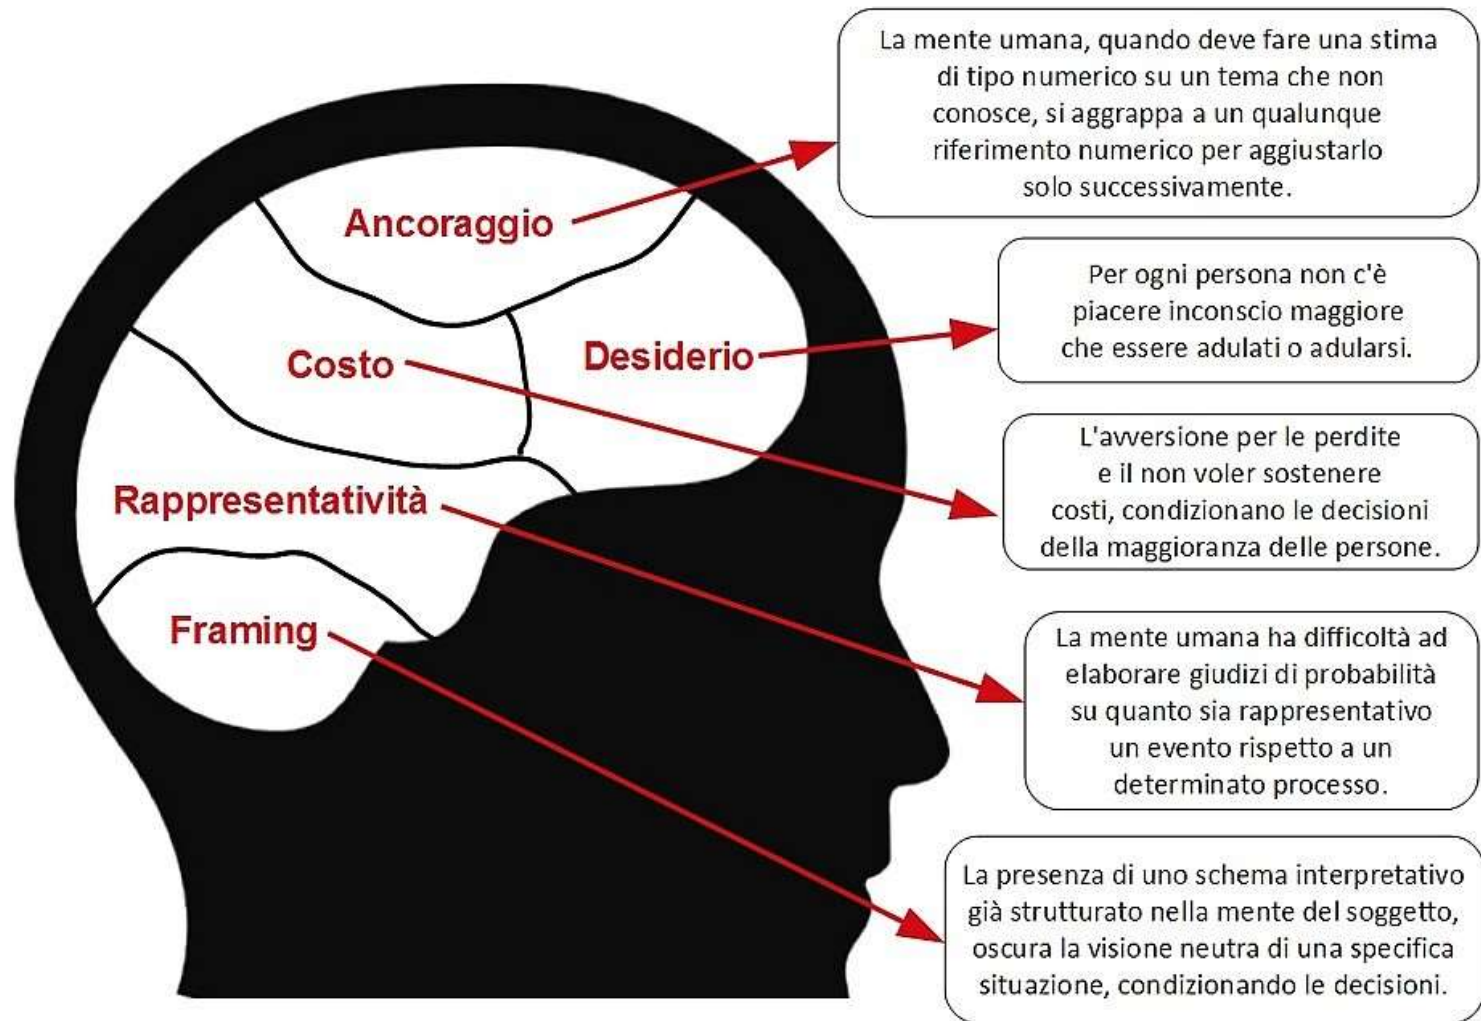 La mente umana, quando deve fare una stima
di tipo numerico su un tema che non
conosce, si aggrappa a un qualunque
riferimento numerico per aggiustarlo
solo successivamente.
Ancoraggio
Per ogni persona non c'è
piacere inconscio maggiore
che essere adulati o adularsi.
Desiderio
Costo
L'avversione per le perdite
e il non voler sostenere
costi, condizionano le decisioni
della maggioranza delle persone.
Rappresentatività
La mente umana ha difficoltà ad
elaborare giudizi di probabilità
su quanto sia rappresentativo
un evento rispetto a un
determinato processo.
Framing
La presenza di uno schema interpretativo
già strutturato nella mente del soggetto,
oscura la visione neutra di una specifica
situazione, condizionando le decisioni.